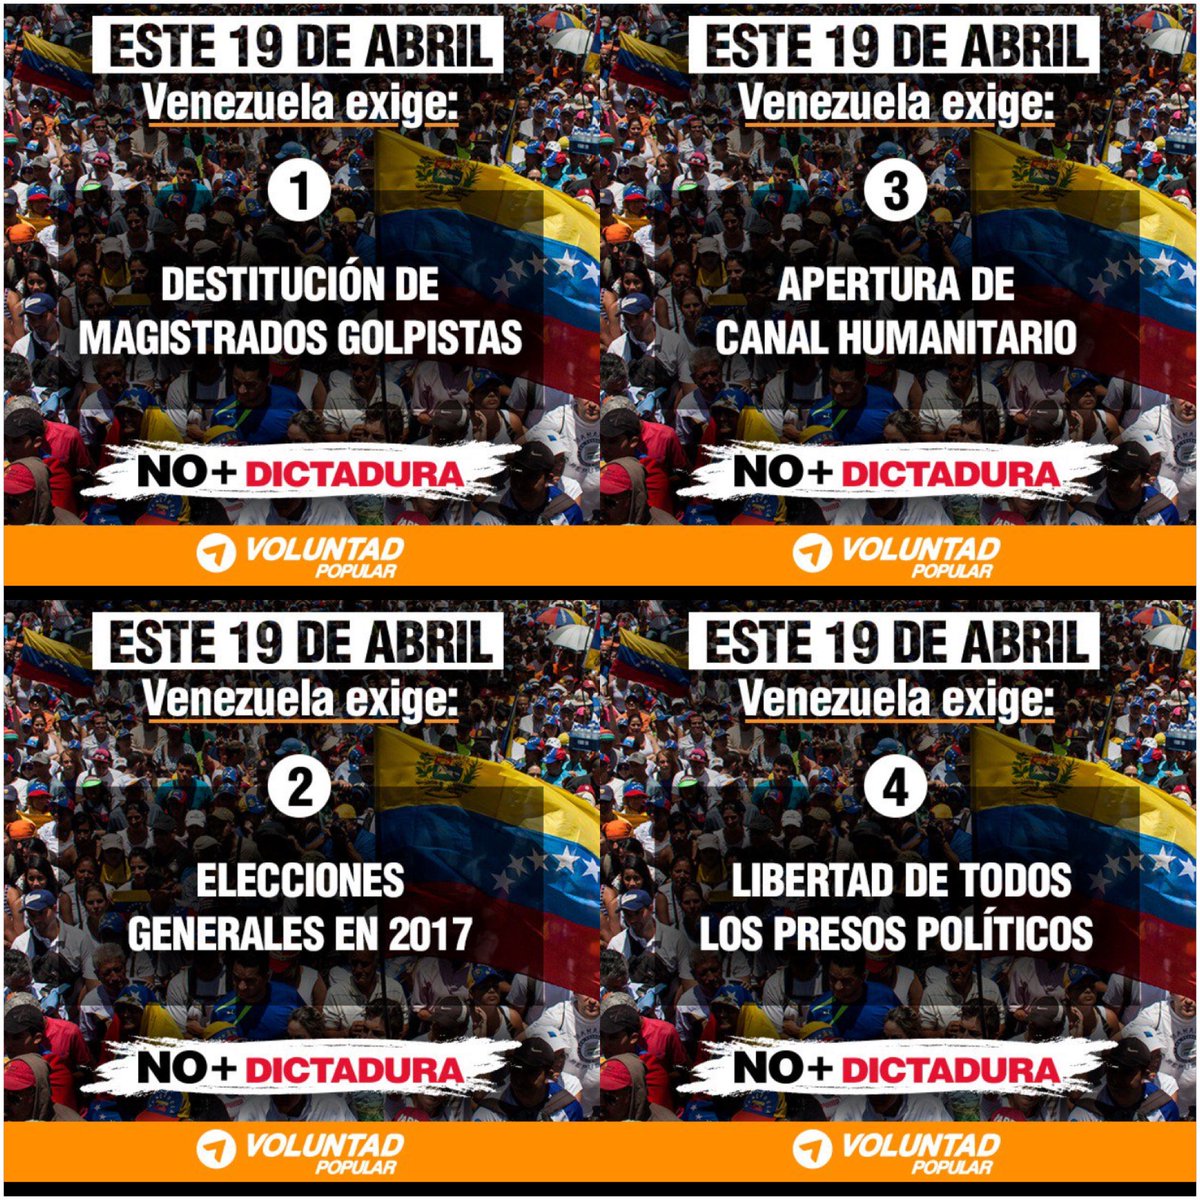 ESTE 19 DE ABRIL
Venezuela exige:
1
DESTITUCIÓN DE
MAGISTRADOS GOLPISTAS
NO+ DICTADURA
VOLUNTAD
POPULAR
ESTE 19 DE ABRIL
Venezuela exige:
3
APERTURA DE
CANAL HUMANITARIO
NO+ DICTADURA
VOLUNTAD
POPULAR
ESTE 19 DE ABRIL
Venezuela exige:
2
ELECCIONES
GENERALES EN 2017
NO+ DICTADURA
VOLUNTAD
POPULAR
ESTE 19 DE ABRIL
Venezuela exige:
4
LIBERTAD DE TODOS
LOS PRESOS POLÍTICOS
NO+ DICTADURA
VOLUNTAD
POPULAR